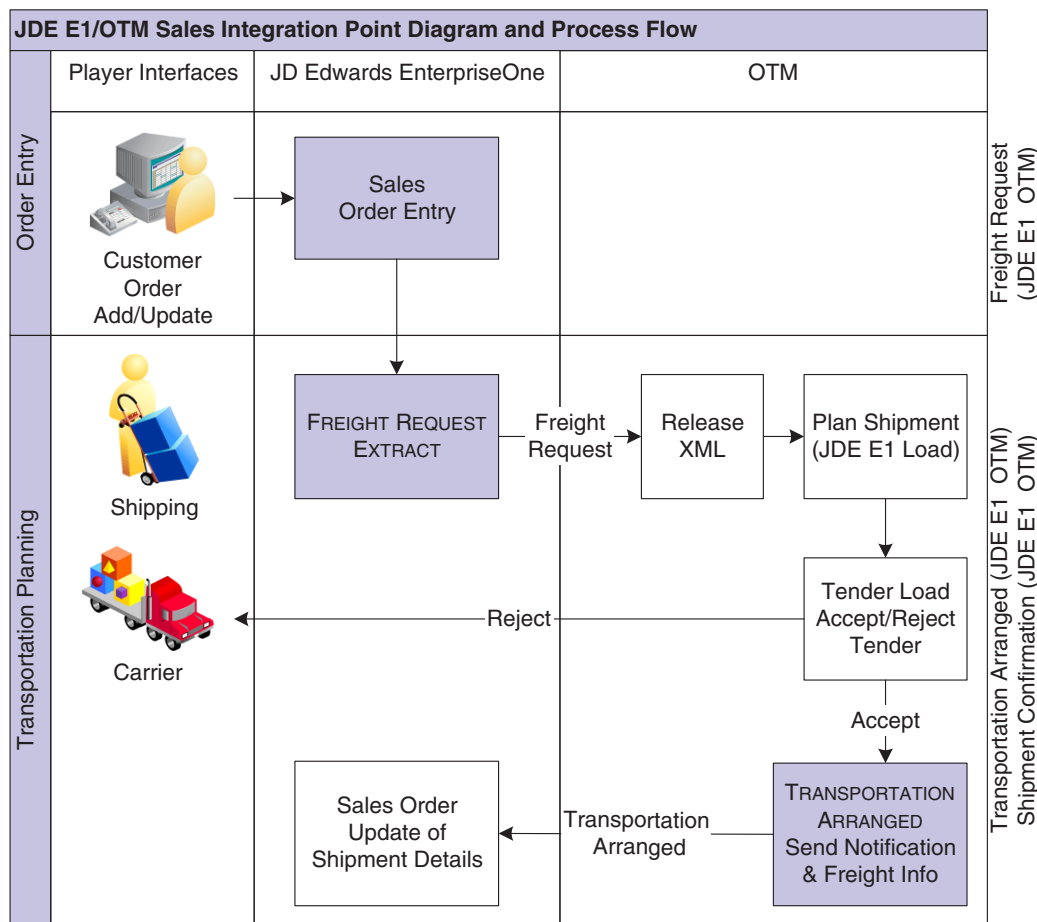 JDE E1/OTM Sales Integration Point Diagram and Process Flow
Player Interfaces
JD Edwards EnterpriseOne
OTM
Order Entry
Customer
Order
Add/Update
Sales
Order Entry
Freight Request
(JDE E1  OTM)
Transportation Planning
Shipping
FREIGHT REQUEST
EXTRACT
Freight
Request
Release
XML
Plan Shipment
(JDE E1 Load)
Carrier
Reject
Tender Load
Accept/Reject
Tender
Accept
Sales Order
Update of
Shipment Details
Transportation
Arranged
TRANSPORTATION
ARRANGED
Send Notification
& Freight Info
Transportation Arranged (JDE E1  OTM)
Shipment Confirmation (JDE E1  OTM)